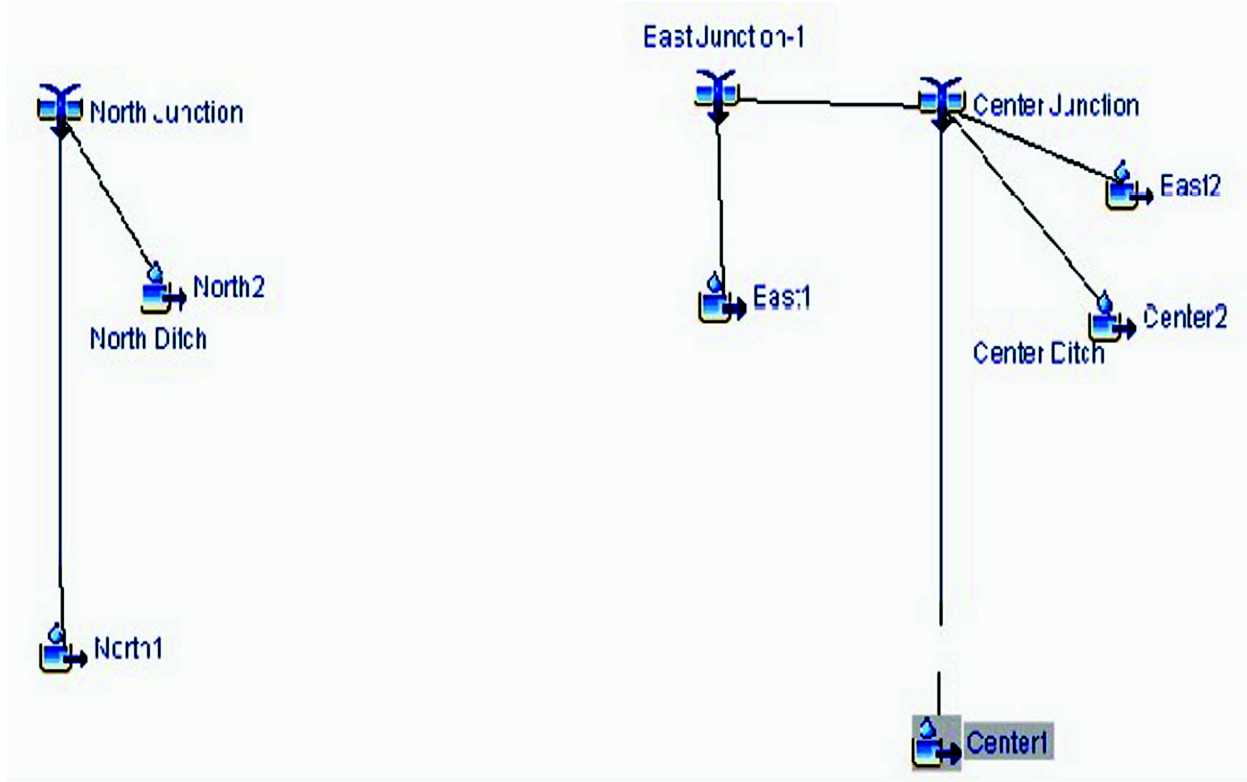 East Junction-1
North Junction
Center Junction
East2
North2
East1
Center2
North Ditch
Center Ditch
North1
Center1